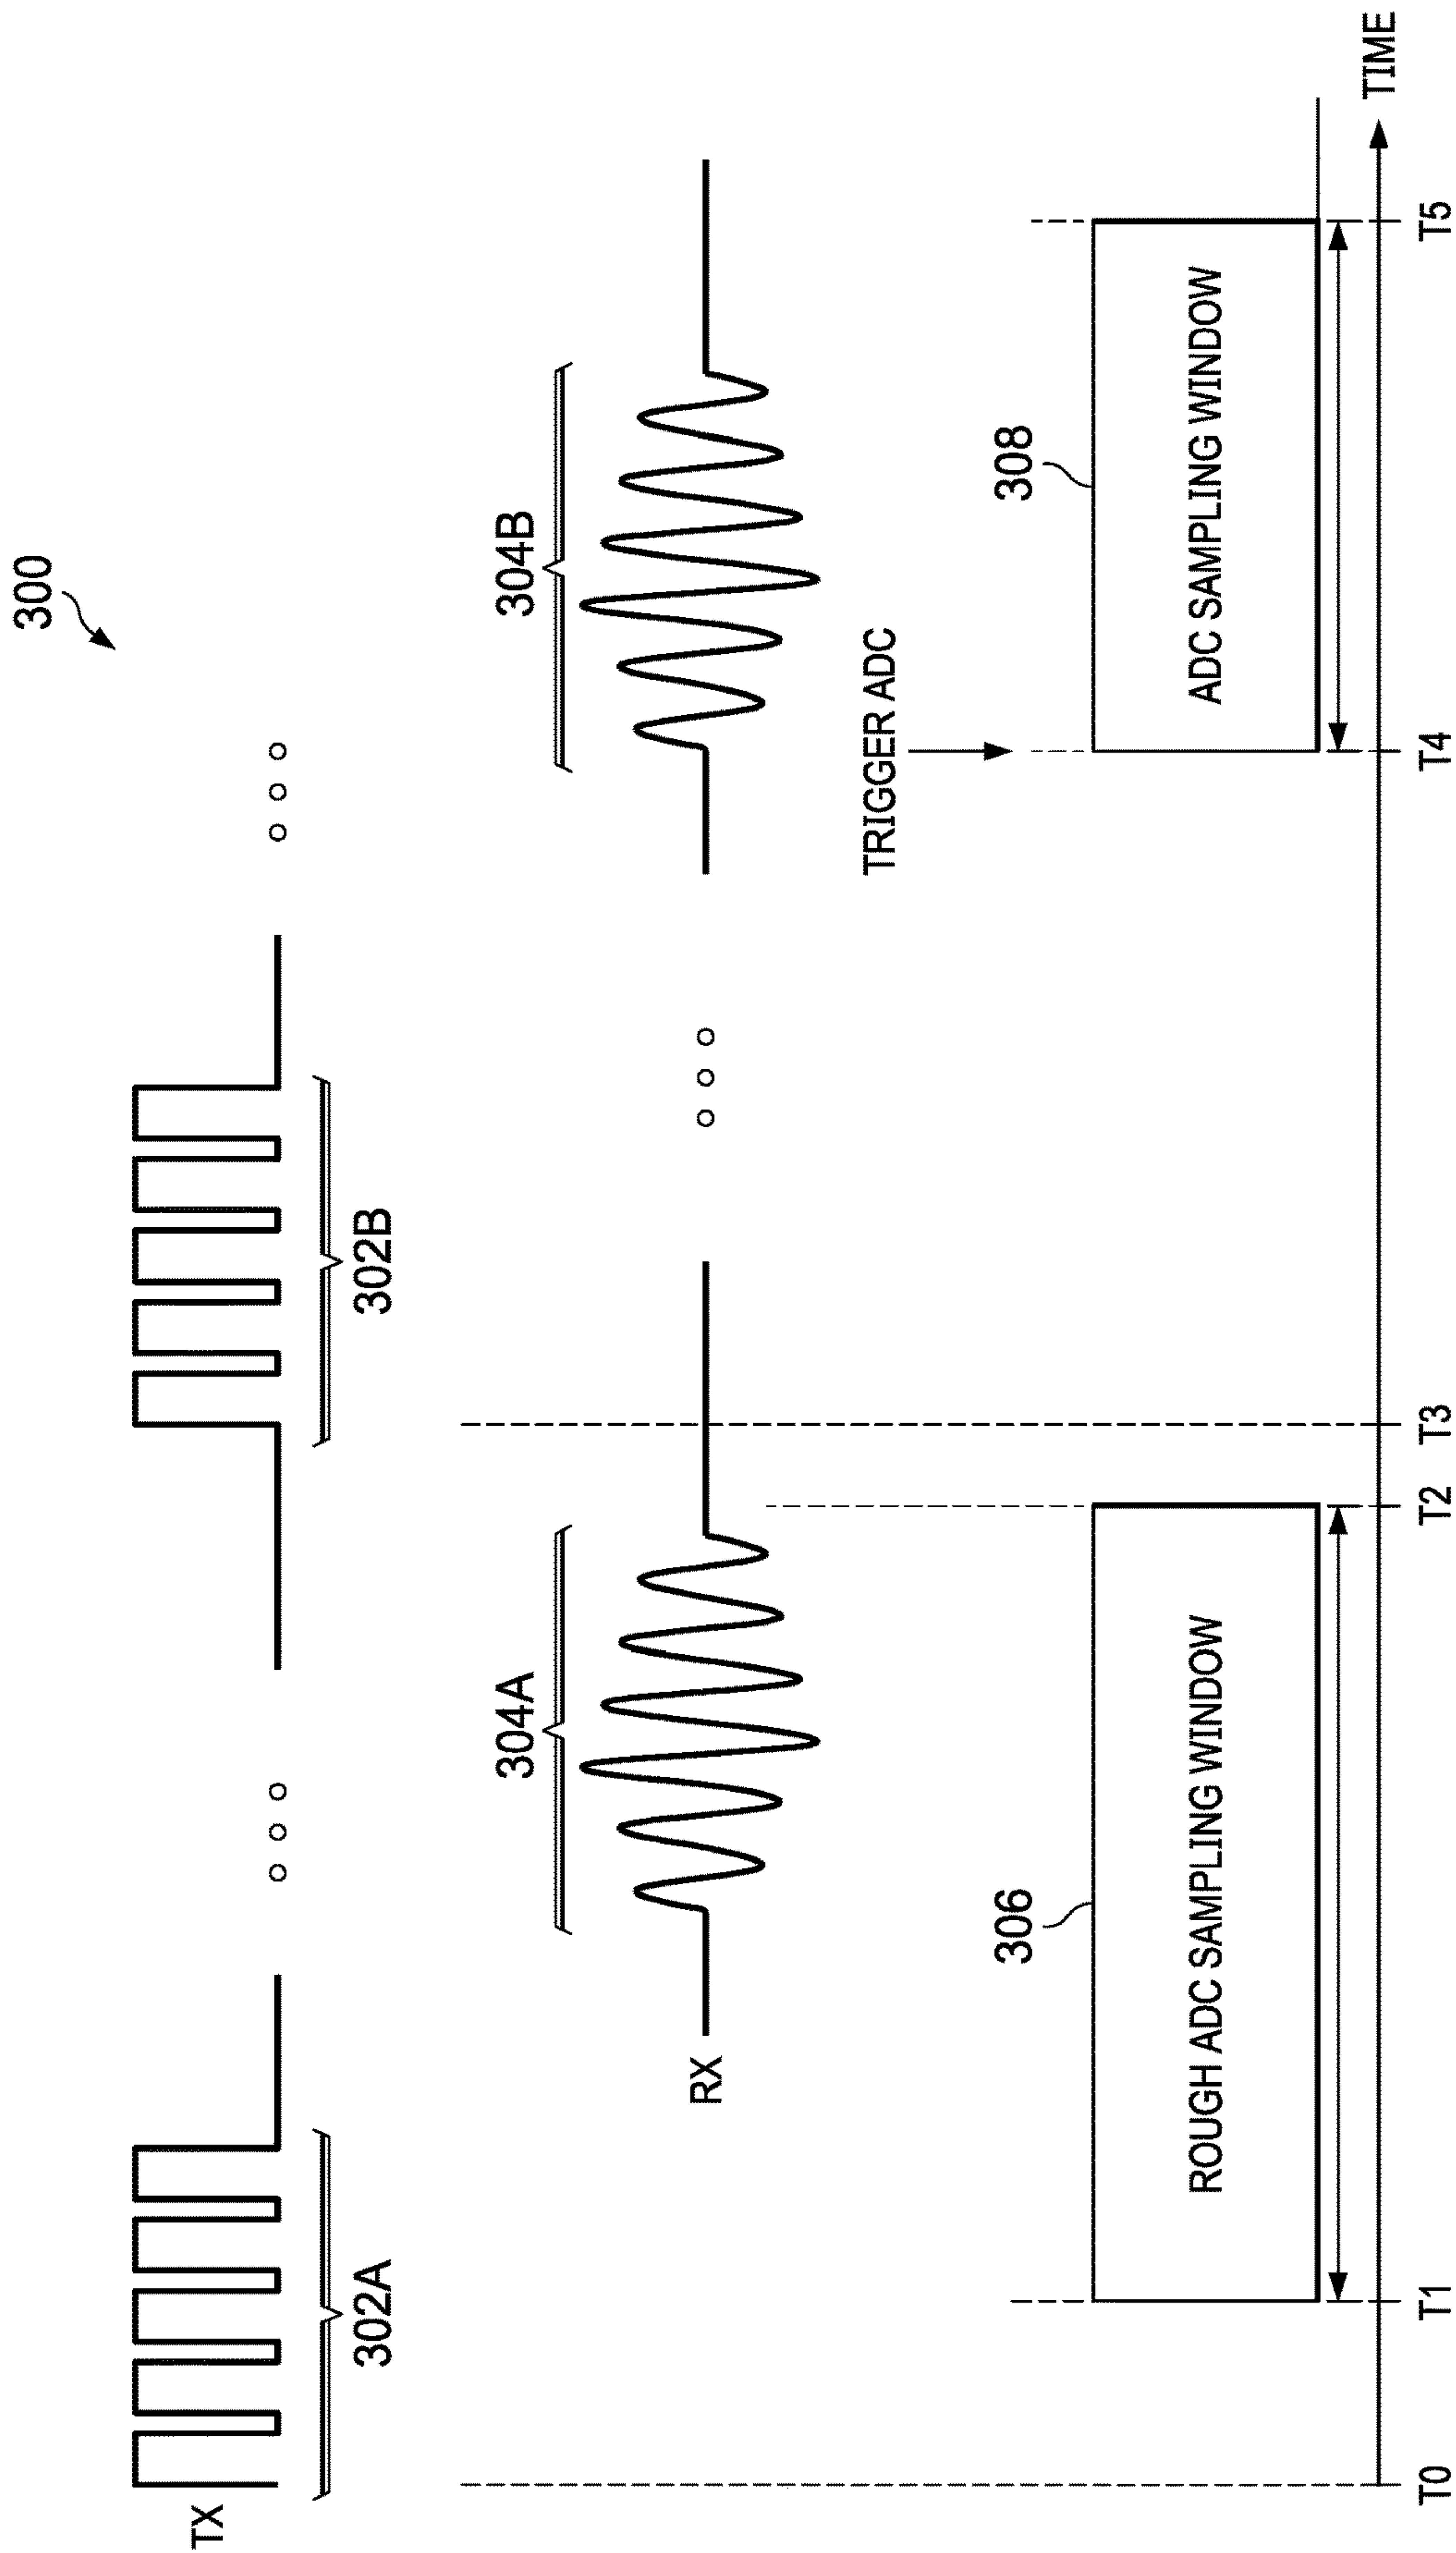 300
TX
302A
302B
304A
304B
RX
TRIGGER ADC
306
308
ROUGH ADC SAMPLING WINDOW
ADC SAMPLING WINDOW
T0
T1
T2
T3
T4
T5
TIME